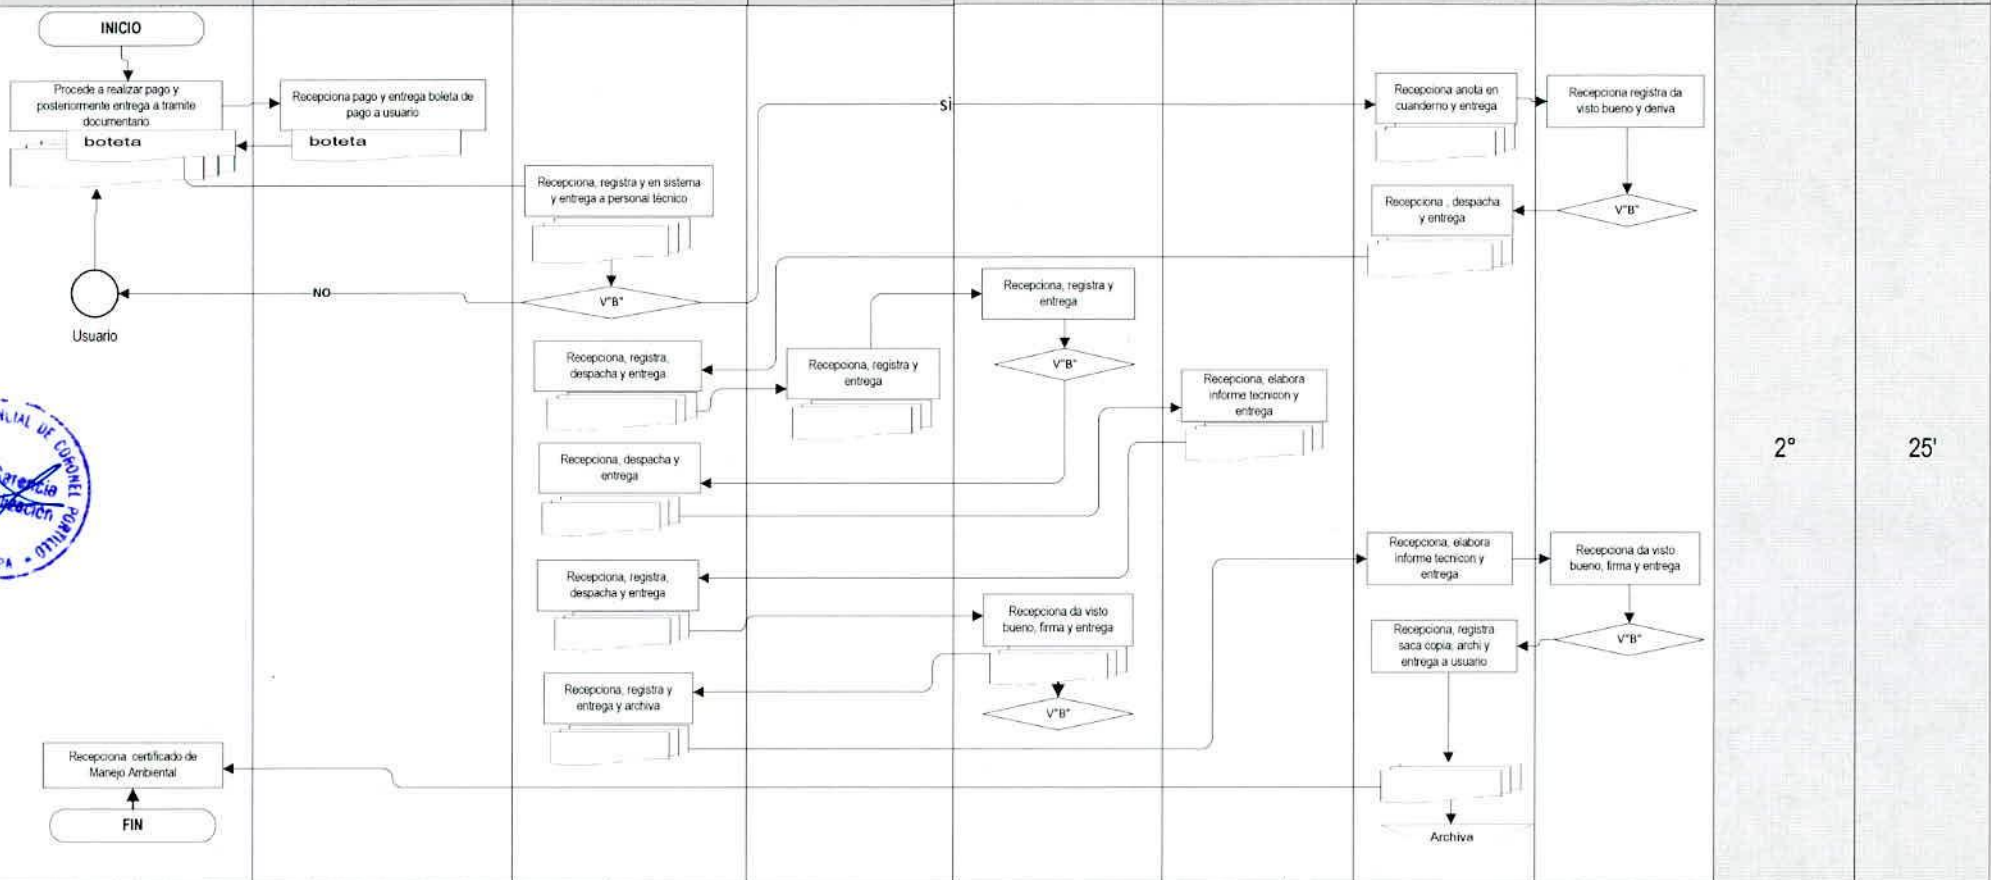 INICIO
Procede a realizar pago y
posteriormente entrega a tramite
documentario
boteta
Recepciona pago y entrega boleta de
pago a usuario
boteta
Recepciona, registra y en sistema
y entrega a personal técnico
V"B"
Si
NO
Usuario
Recepciona anota en
cuanderno y entrega
Recepciona registra da
visto bueno y deriva
V"B"
Recepciona , despacha
y entrega
Recepciona, registra,
despacha y entrega
Recepciona, registra y
entrega
Recepciona, registra y
entrega
V"B"
Recepciona, despacha y
entrega
Recepciona, elabora
informe tecnicon y
entrega
2°
25'
DE CORONEL PORTILLO
Recepciona, registra,
despacha y entrega
Recepciona da visto
bueno, firma y entrega
V"B"
Recepciona, registra y
entrega y archiva
Recepciona, elabora
informe tecnicon y
entrega
Recepciona da visto
bueno, firma y entrega
V"B"
Recepciona, registra
saca copia, archi y
entrega a usuario
Archiva
Recepciona certificado de
Manejo Ambiental
FIN